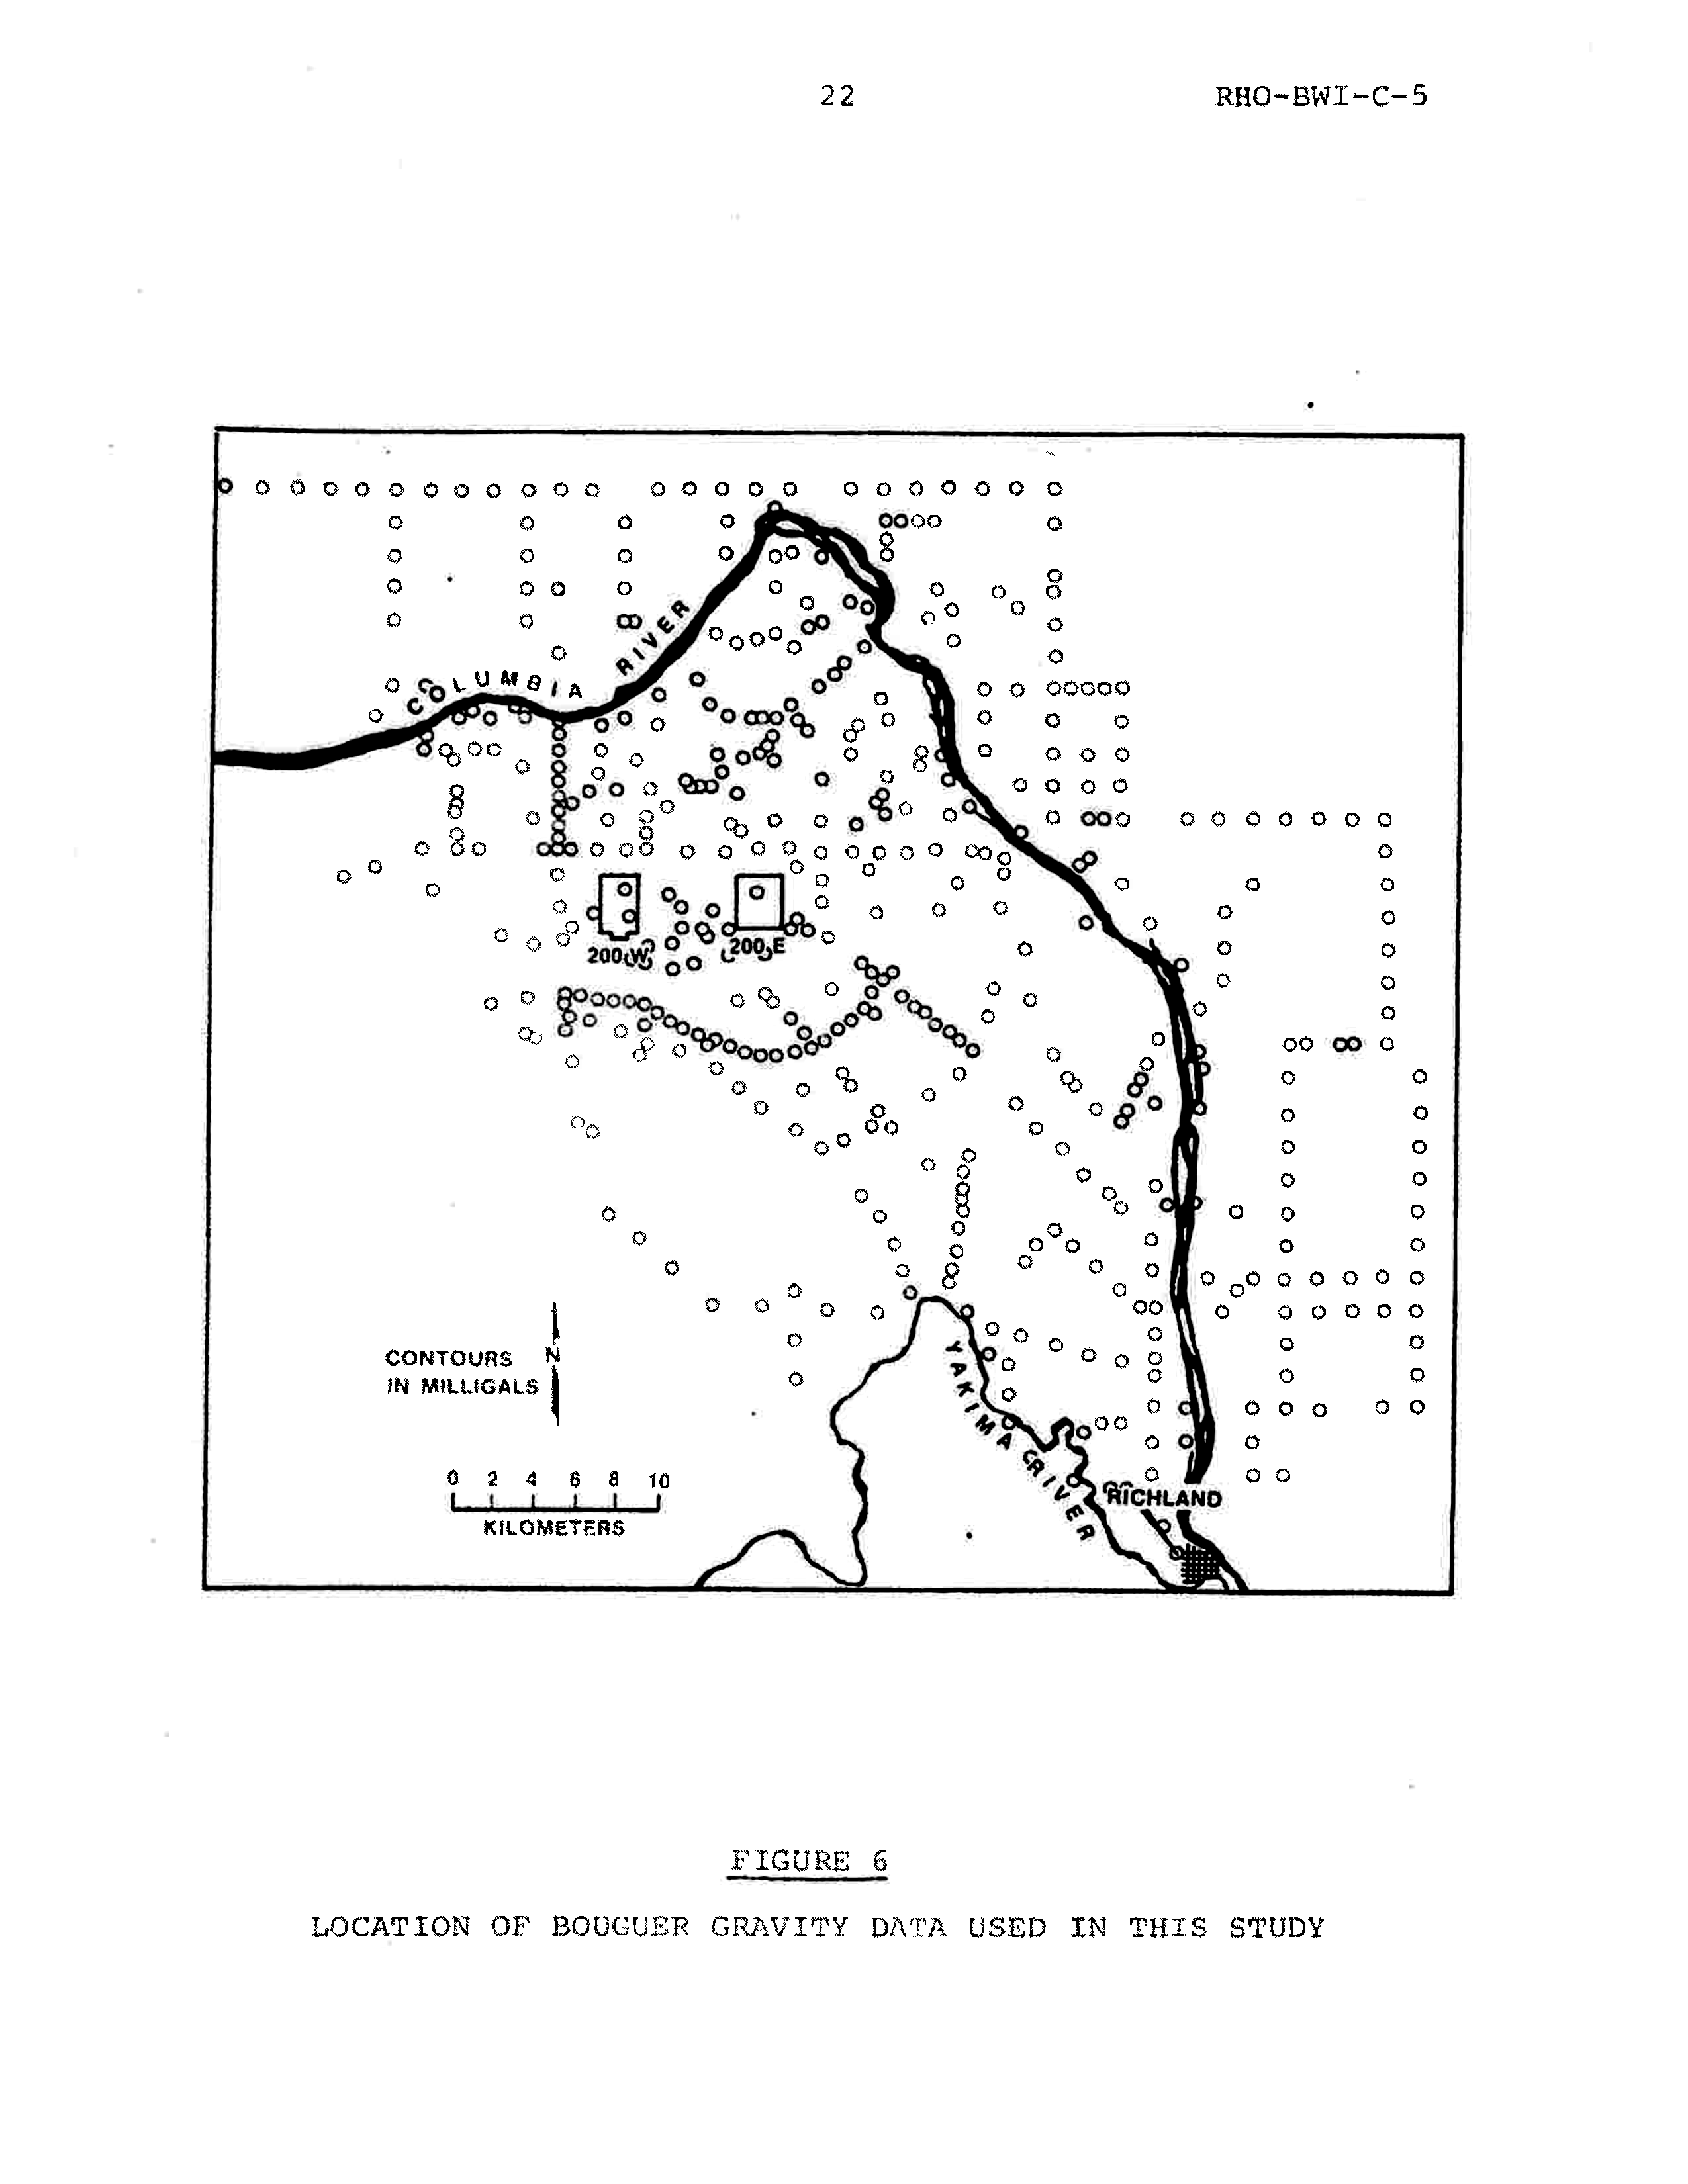 22
RHO-BWI-C-5
COLUMBIA RIVER
200 W
200 E
CONTOURS
IN MILLIGALS
N
0 2 4 6 8 10
KILOMETERS
YAKIMA RIVER
RICHLAND
FIGURE 6
LOCATION OF BOUGUER GRAVITY DATA USED IN THIS STUDY